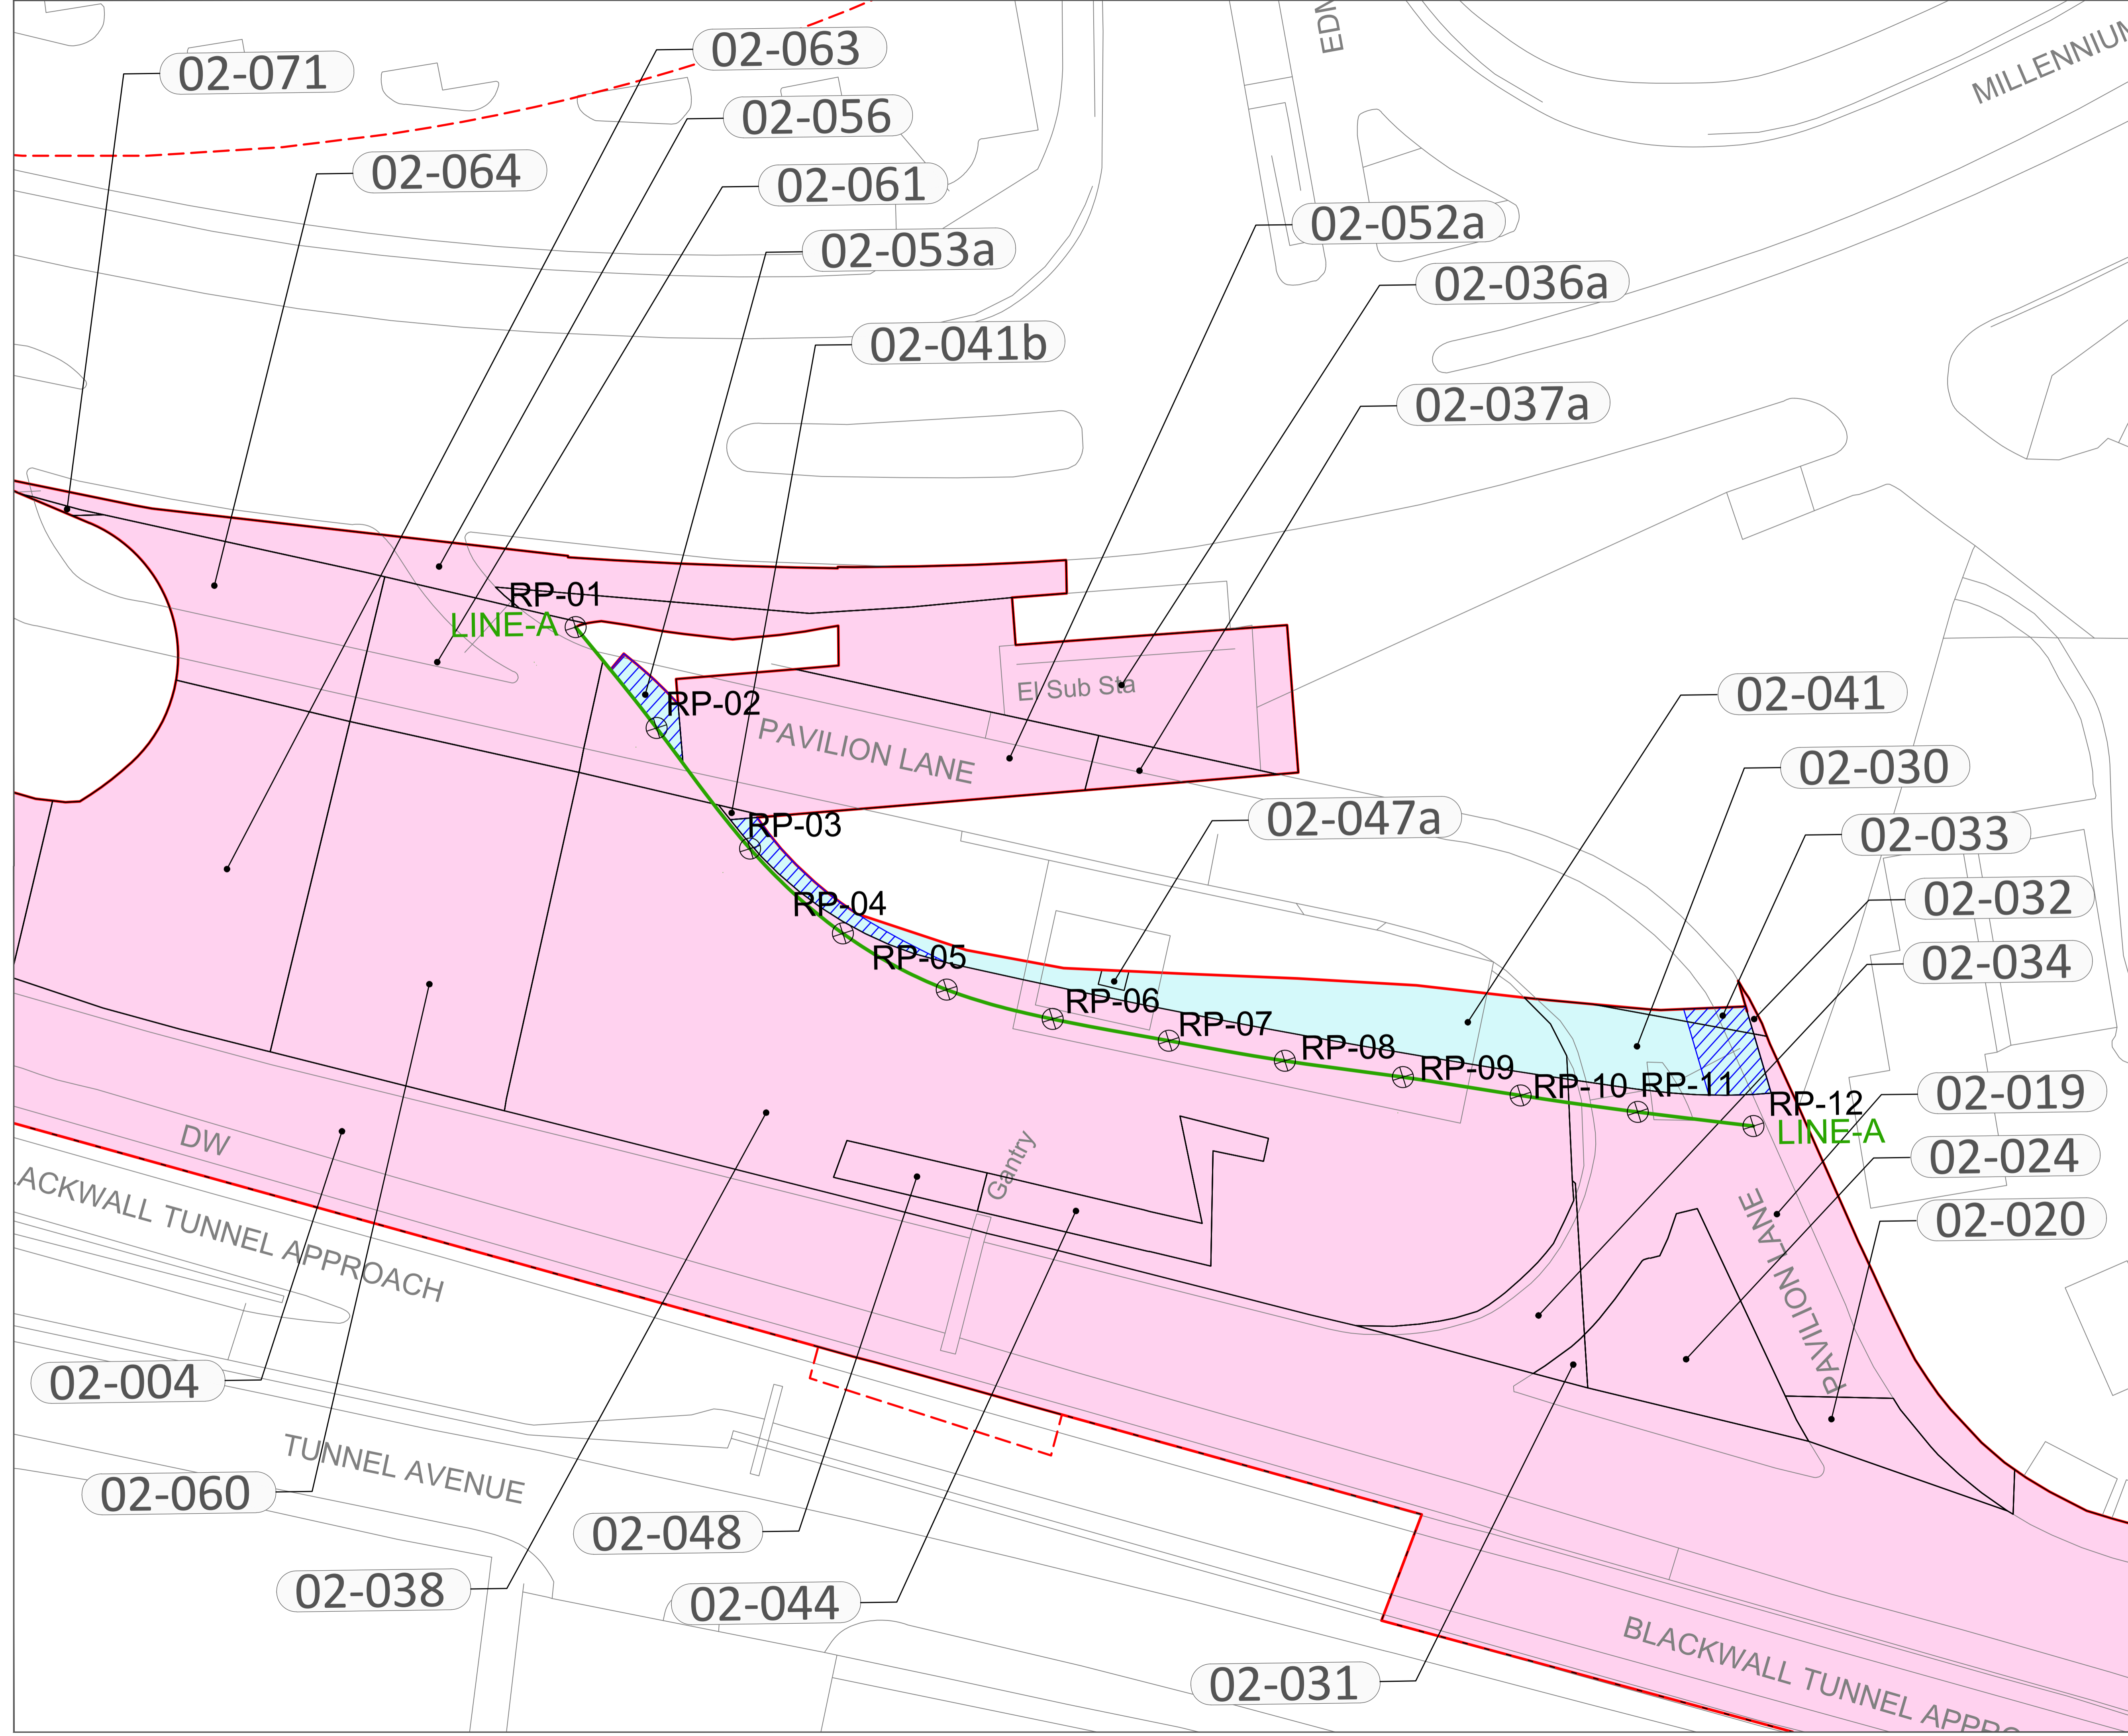 EDM
MILLENNIUM
02-063
02-071
02-056
02-064
02-061
02-052a
02-053a
02-036a
02-041b
02-037a
RP-01
LINE-A
El Sub Sta
RP-02
02-041
PAVILION LANE
02-030
02-047a
RP-03
02-033
02-032
RP-04
RP-05
02-034
RP-06
RP-07
RP-08
RP-09
RP-10
RP-11
02-019
RP-12
LINE-A
DW
Gantry
02-024
ACKWALL TUNNEL APPROACH
PAVILION LANE
02-020
02-004
TUNNEL AVENUE
02-060
02-048
02-038
02-044
02-031
BLACKWALL TUNNEL APPRO